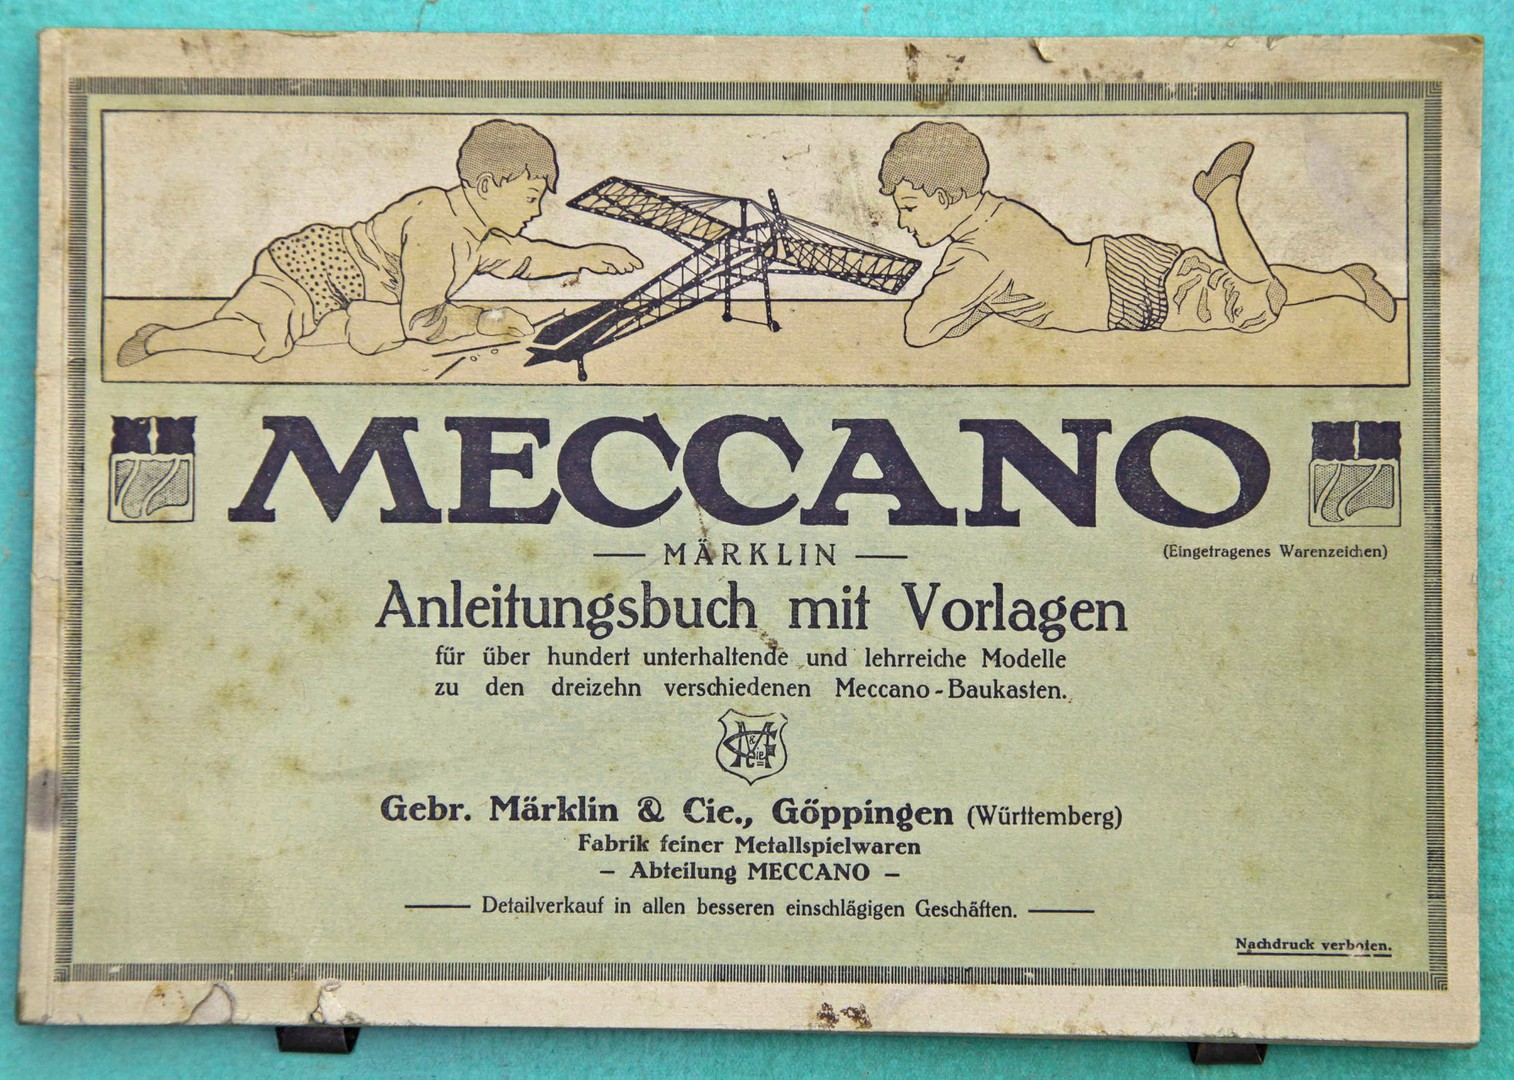 MECCANO
MÄRKLIN
(Eingetragenes Warenzeichen)
Anleitungsbuch mit Vorlagen
für über hundert unterhaltende und lehrreiche Modelle
zu den dreizehn verschiedenen Meccano-Baukasten.
Gebr. Märklin & Cie., Göppingen (Württemberg)
Fabrik feiner Metallspielwaren
– Abteilung MECCANO –
Detailverkauf in allen besseren einschlägigen Geschäften.
Nachdruck verboten.